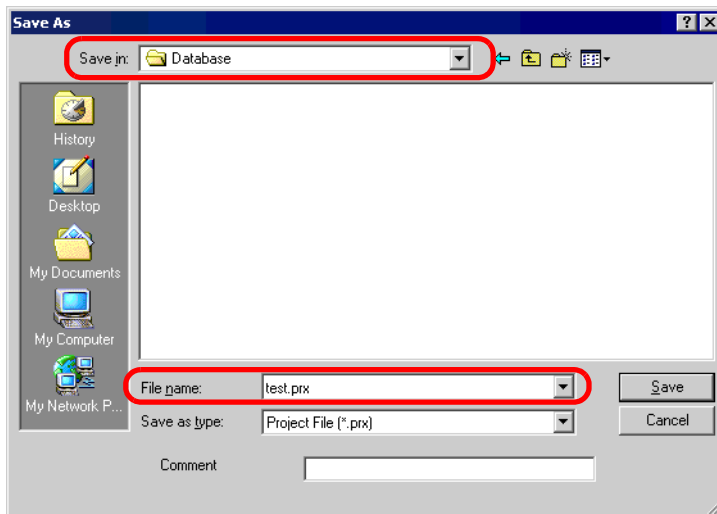 Save As
Save in: Database
History
Desktop
My Documents
My Computer
My Network P...
File name: test.prx Save
Save as type: Project File (*.prx) Cancel
Comment